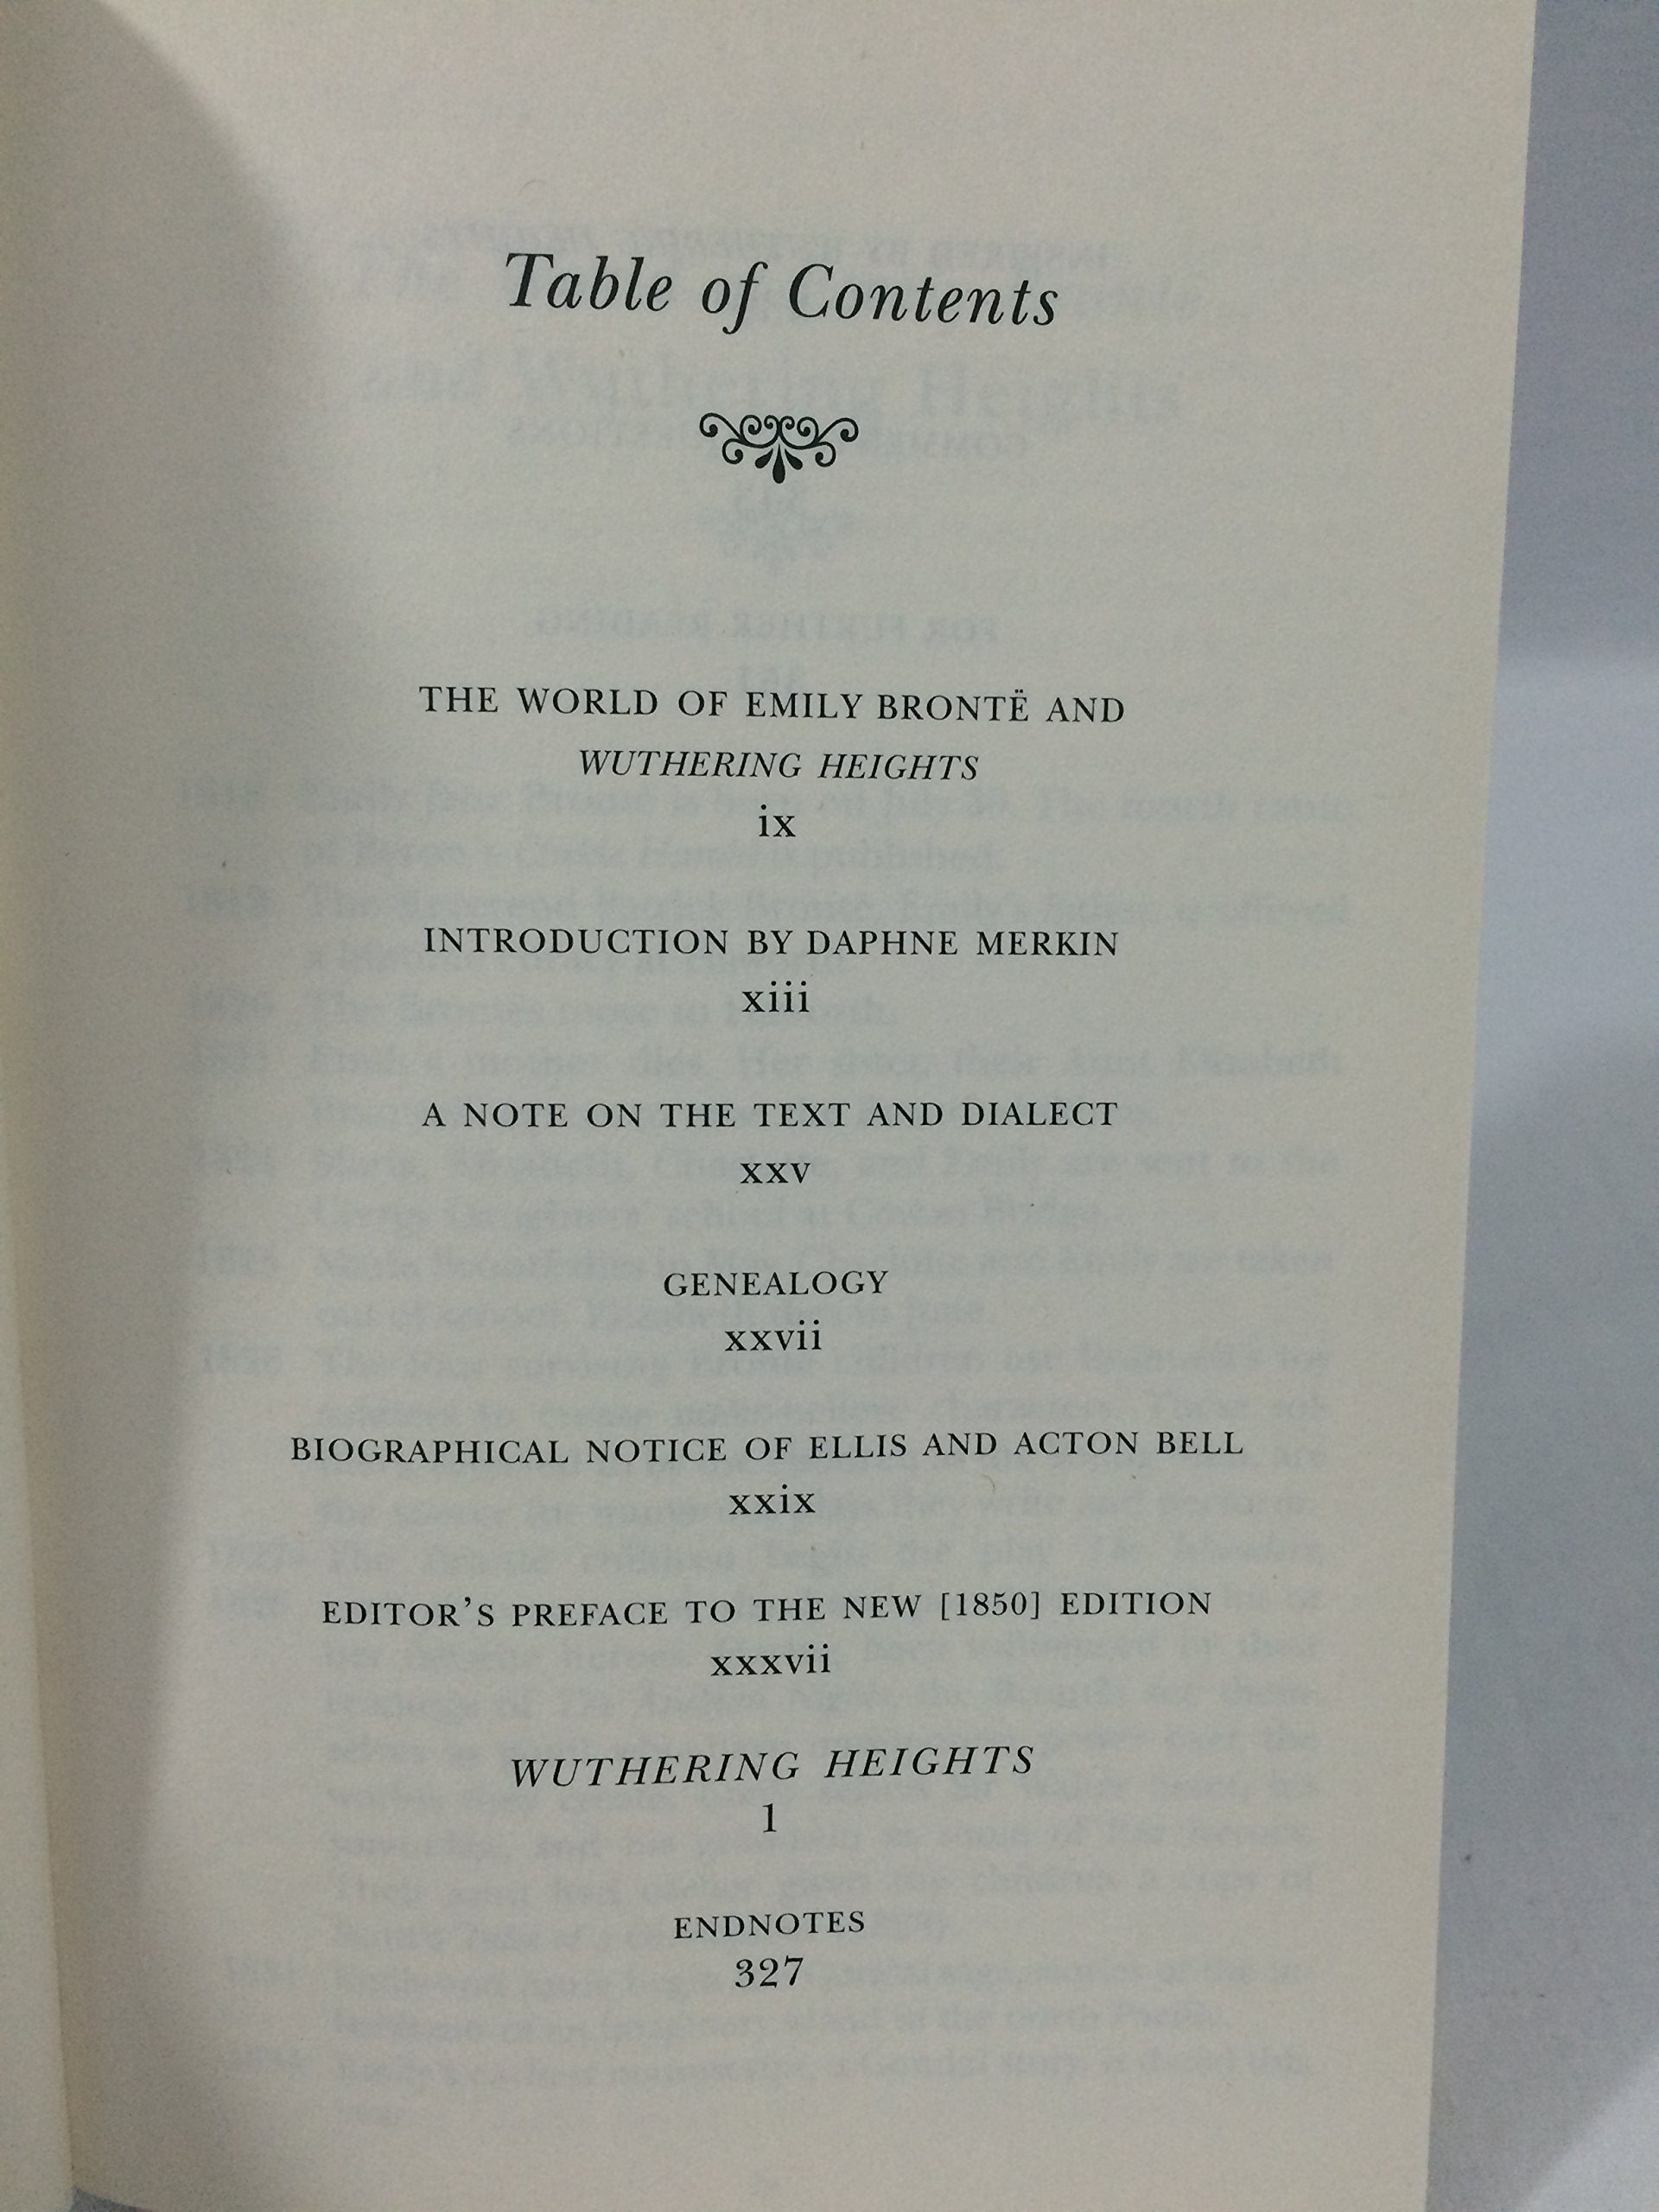 Table of Contents
THE WORLD OF EMILY BRONTË AND
WUTHERING HEIGHTS
ix
INTRODUCTION BY DAPHNE MERKIN
xiii
A NOTE ON THE TEXT AND DIALECT
xxv
GENEALOGY
xxvii
BIOGRAPHICAL NOTICE OF ELLIS AND ACTON BELL
xxix
EDITOR'S PREFACE TO THE NEW [1850] EDITION
xxxvii
WUTHERING HEIGHTS
1
ENDNOTES
327